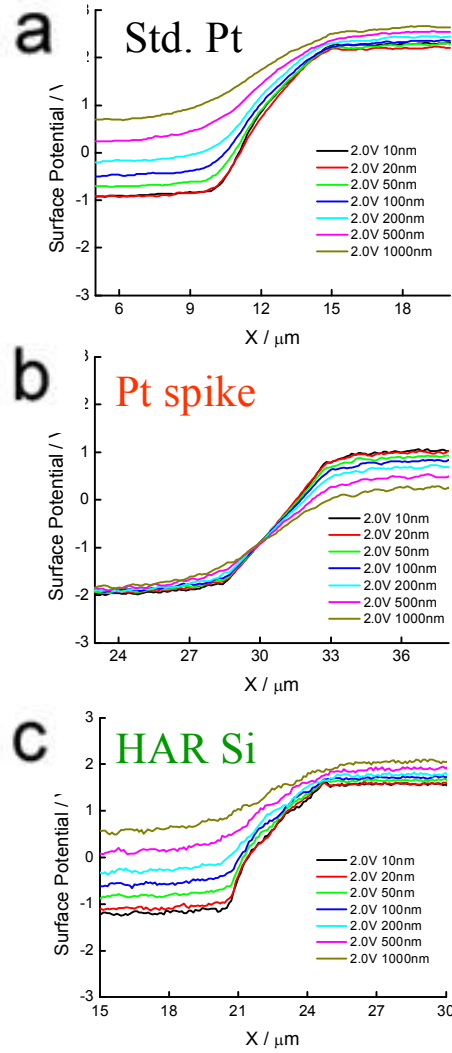 a
Std. Pt
Surface Potential / \
2
1
0
-1
-2
-3
2.0V 10nm
2.0V 20nm
2.0V 50nm
2.0V 100nm
2.0V 200nm
2.0V 500nm
2.0V 1000nm
6 9 12 15 18
X / μm
b
Pt spike
Surface Potential / \
2
1
0
-1
-2
-3
2.0V 10nm
2.0V 20nm
2.0V 50nm
2.0V 100nm
2.0V 200nm
2.0V 500nm
2.0V 1000nm
24 27 30 33 36
X / μm
c
HAR Si
Surface Potential / \
3
2
1
0
-1
-2
-3
2.0V 10nm
2.0V 20nm
2.0V 50nm
2.0V 100nm
2.0V 200nm
2.0V 500nm
2.0V 1000nm
15 18 21 24 27 30
X / μm